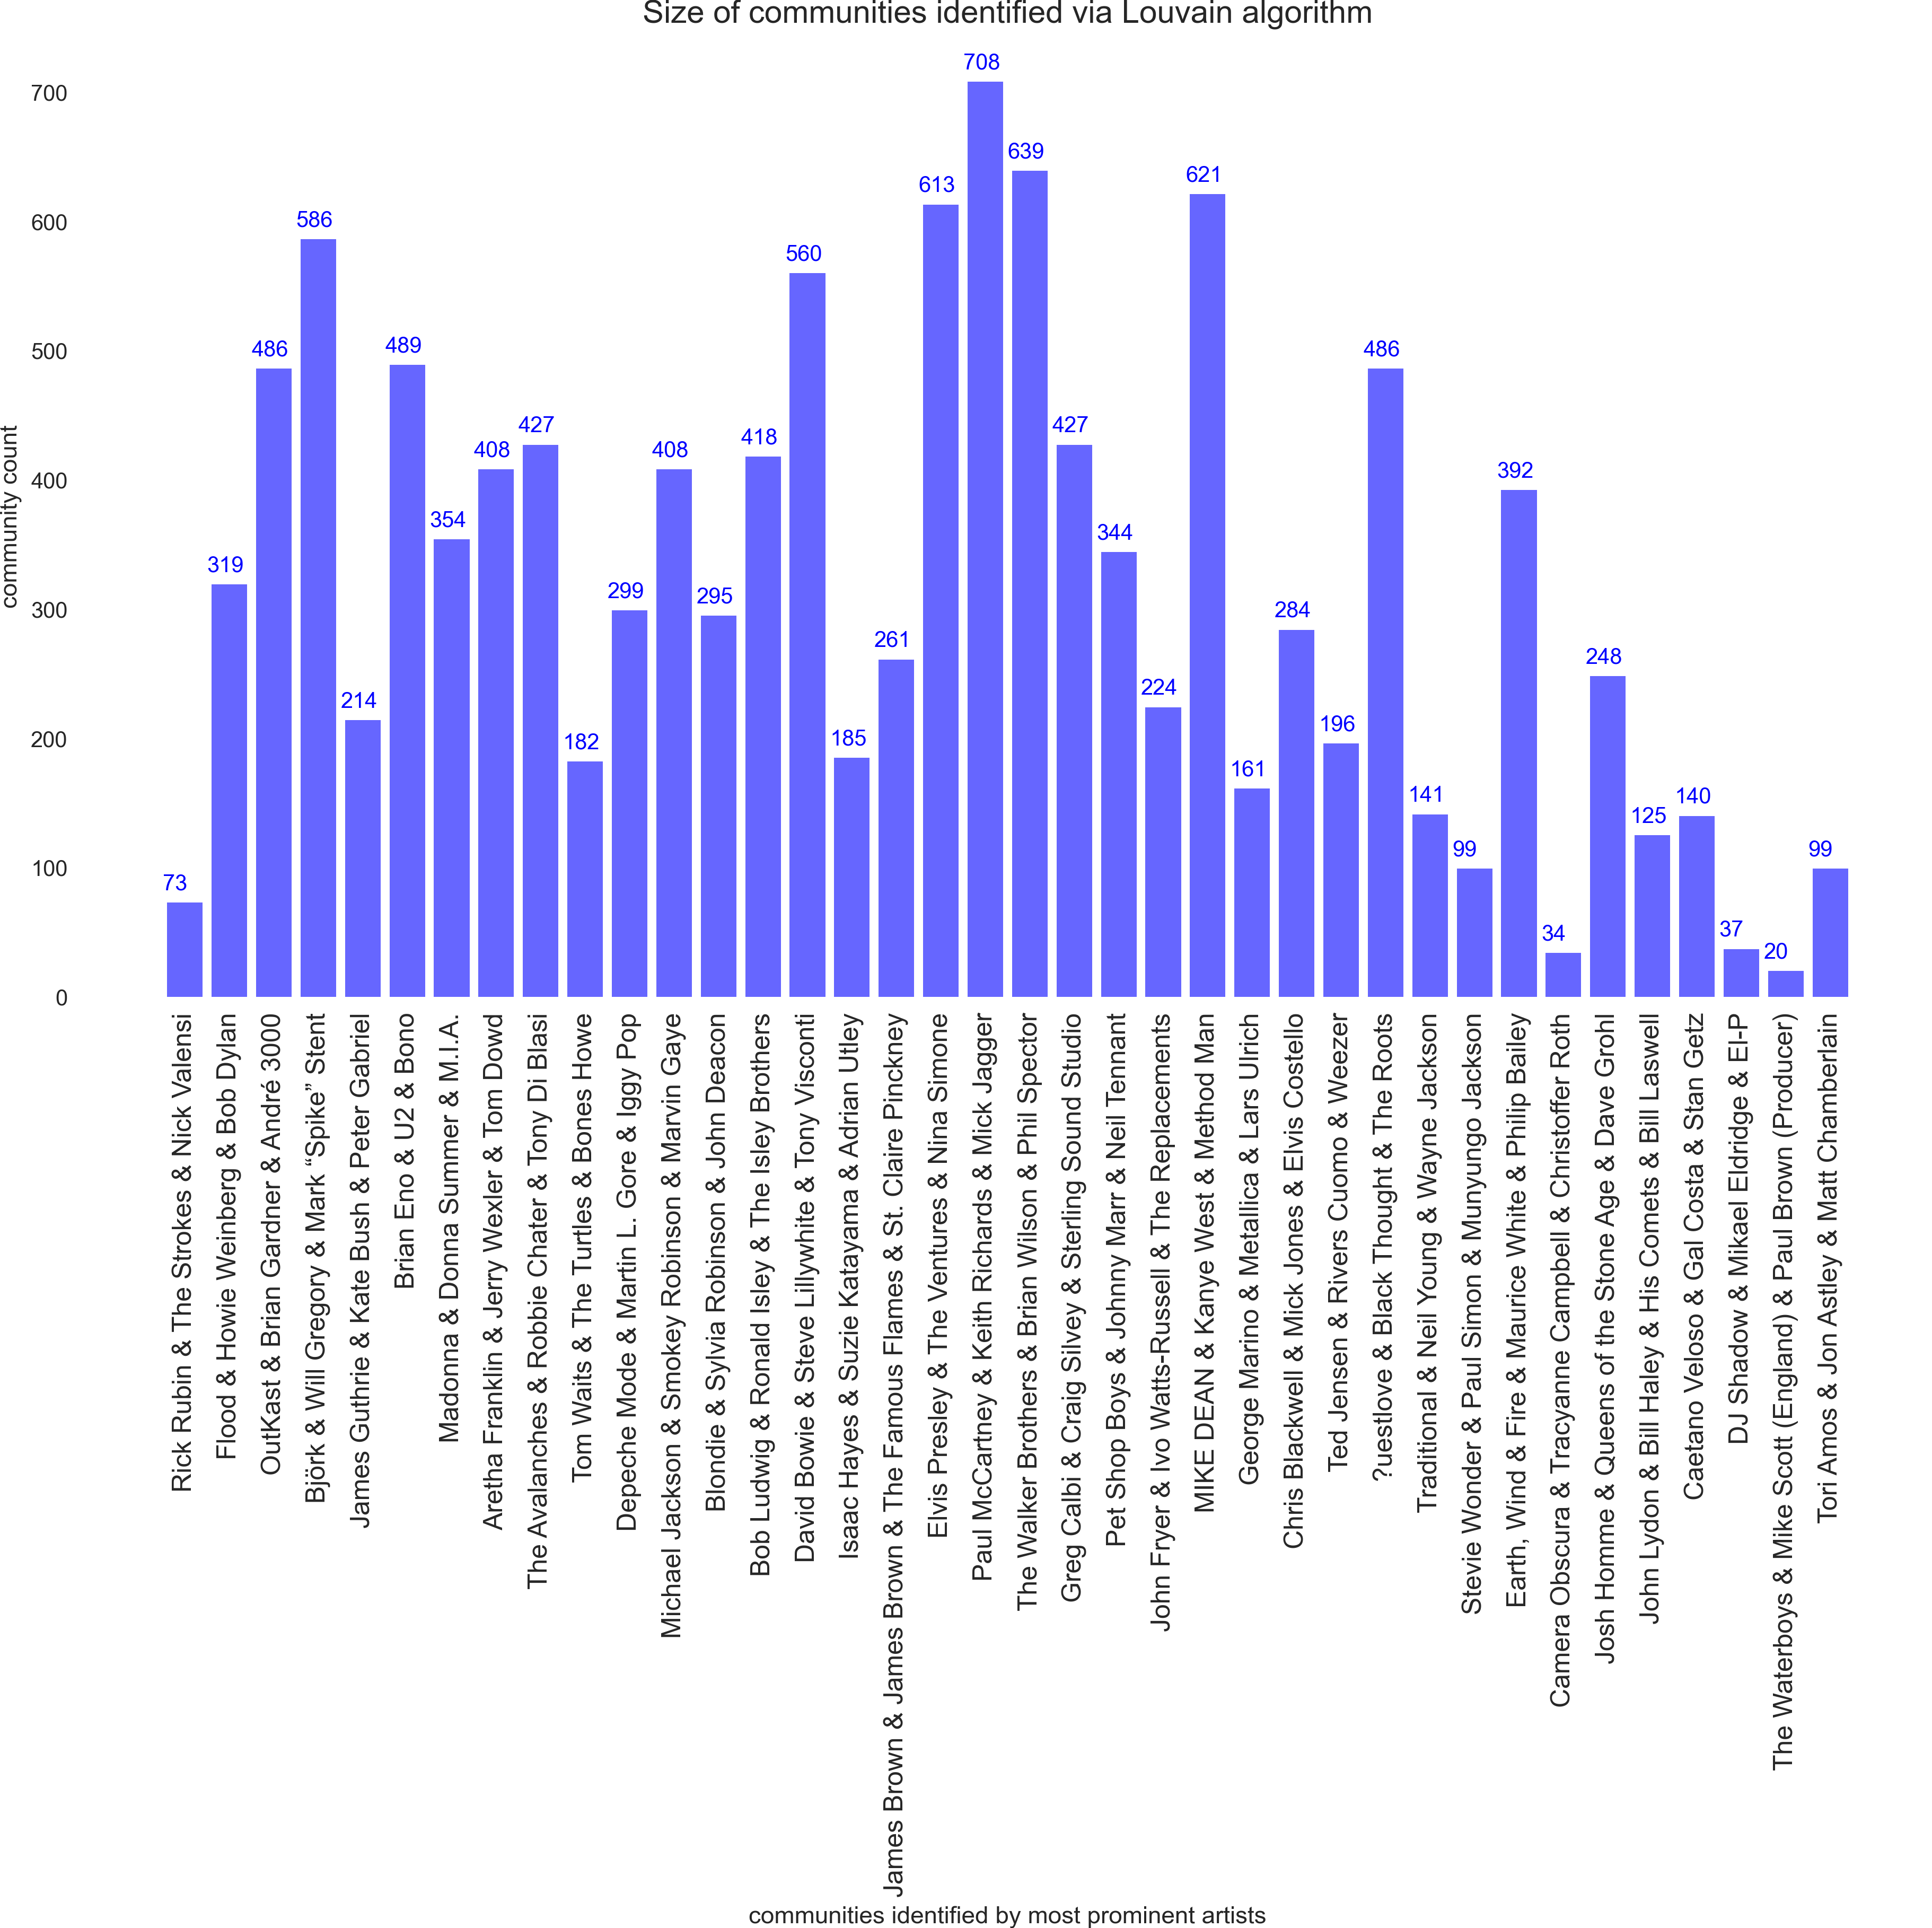 Size of communities identified via Louvain algorithm
community count
700
600
500
400
300
200
100
0
73
319
486
586
214
489
354
408
427
182
299
408
295
418
560
185
261
613
708
639
427
344
224
621
161
284
196
486
141
99
392
34
248
125
140
37
20
99
Rick Rubin & The Strokes & Nick Valensi
Flood & Howie Weinberg & Bob Dylan
OutKast & Brian Gardner & André 3000
Björk & Will Gregory & Mark “Spike” Stent
James Guthrie & Kate Bush & Peter Gabriel
Brian Eno & U2 & Bono
Madonna & Donna Summer & M.I.A.
Aretha Franklin & Jerry Wexler & Tom Dowd
The Avalanches & Robbie Chater & Tony Di Blasi
Tom Waits & The Turtles & Bones Howe
Depeche Mode & Martin L. Gore & Iggy Pop
Michael Jackson & Smokey Robinson & Marvin Gaye
Blondie & Sylvia Robinson & John Deacon
Bob Ludwig & Ronald Isley & The Isley Brothers
David Bowie & Steve Lillywhite & Tony Visconti
Isaac Hayes & Suzie Katayama & Adrian Utley
James Brown & James Brown & The Famous Flames & St. Claire Pinckney
Elvis Presley & The Ventures & Nina Simone
Paul McCartney & Keith Richards & Mick Jagger
The Walker Brothers & Brian Wilson & Phil Spector
Greg Calbi & Craig Silvey & Sterling Sound Studio
Pet Shop Boys & Johnny Marr & Neil Tennant
John Fryer & Ivo Watts-Russell & The Replacements
MIKE DEAN & Kanye West & Method Man
George Marino & Metallica & Lars Ulrich
Chris Blackwell & Mick Jones & Elvis Costello
Ted Jensen & Rivers Cuomo & Weezer
?uestlove & Black Thought & The Roots
Traditional & Neil Young & Wayne Jackson
Stevie Wonder & Paul Simon & Munyungo Jackson
Earth, Wind & Fire & Maurice White & Philip Bailey
Camera Obscura & Tracyanne Campbell & Christoffer Roth
Josh Homme & Queens of the Stone Age & Dave Grohl
John Lydon & Bill Haley & His Comets & Bill Laswell
Caetano Veloso & Gal Costa & Stan Getz
DJ Shadow & Mikael Eldridge & El-P
The Waterboys & Mike Scott (England) & Paul Brown (Producer)
Tori Amos & Jon Astley & Matt Chamberlain
communities identified by most prominent artists